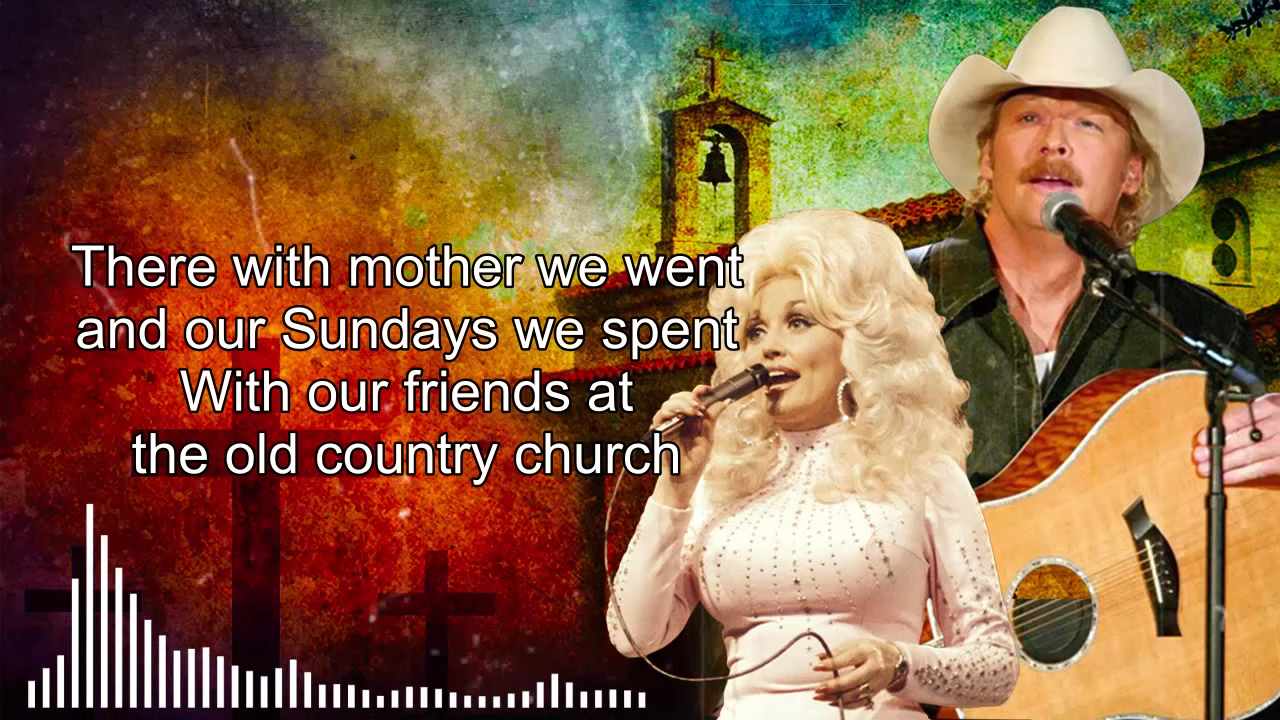 There with mother we went
and our Sundays we spent
With our friends at
the old country church